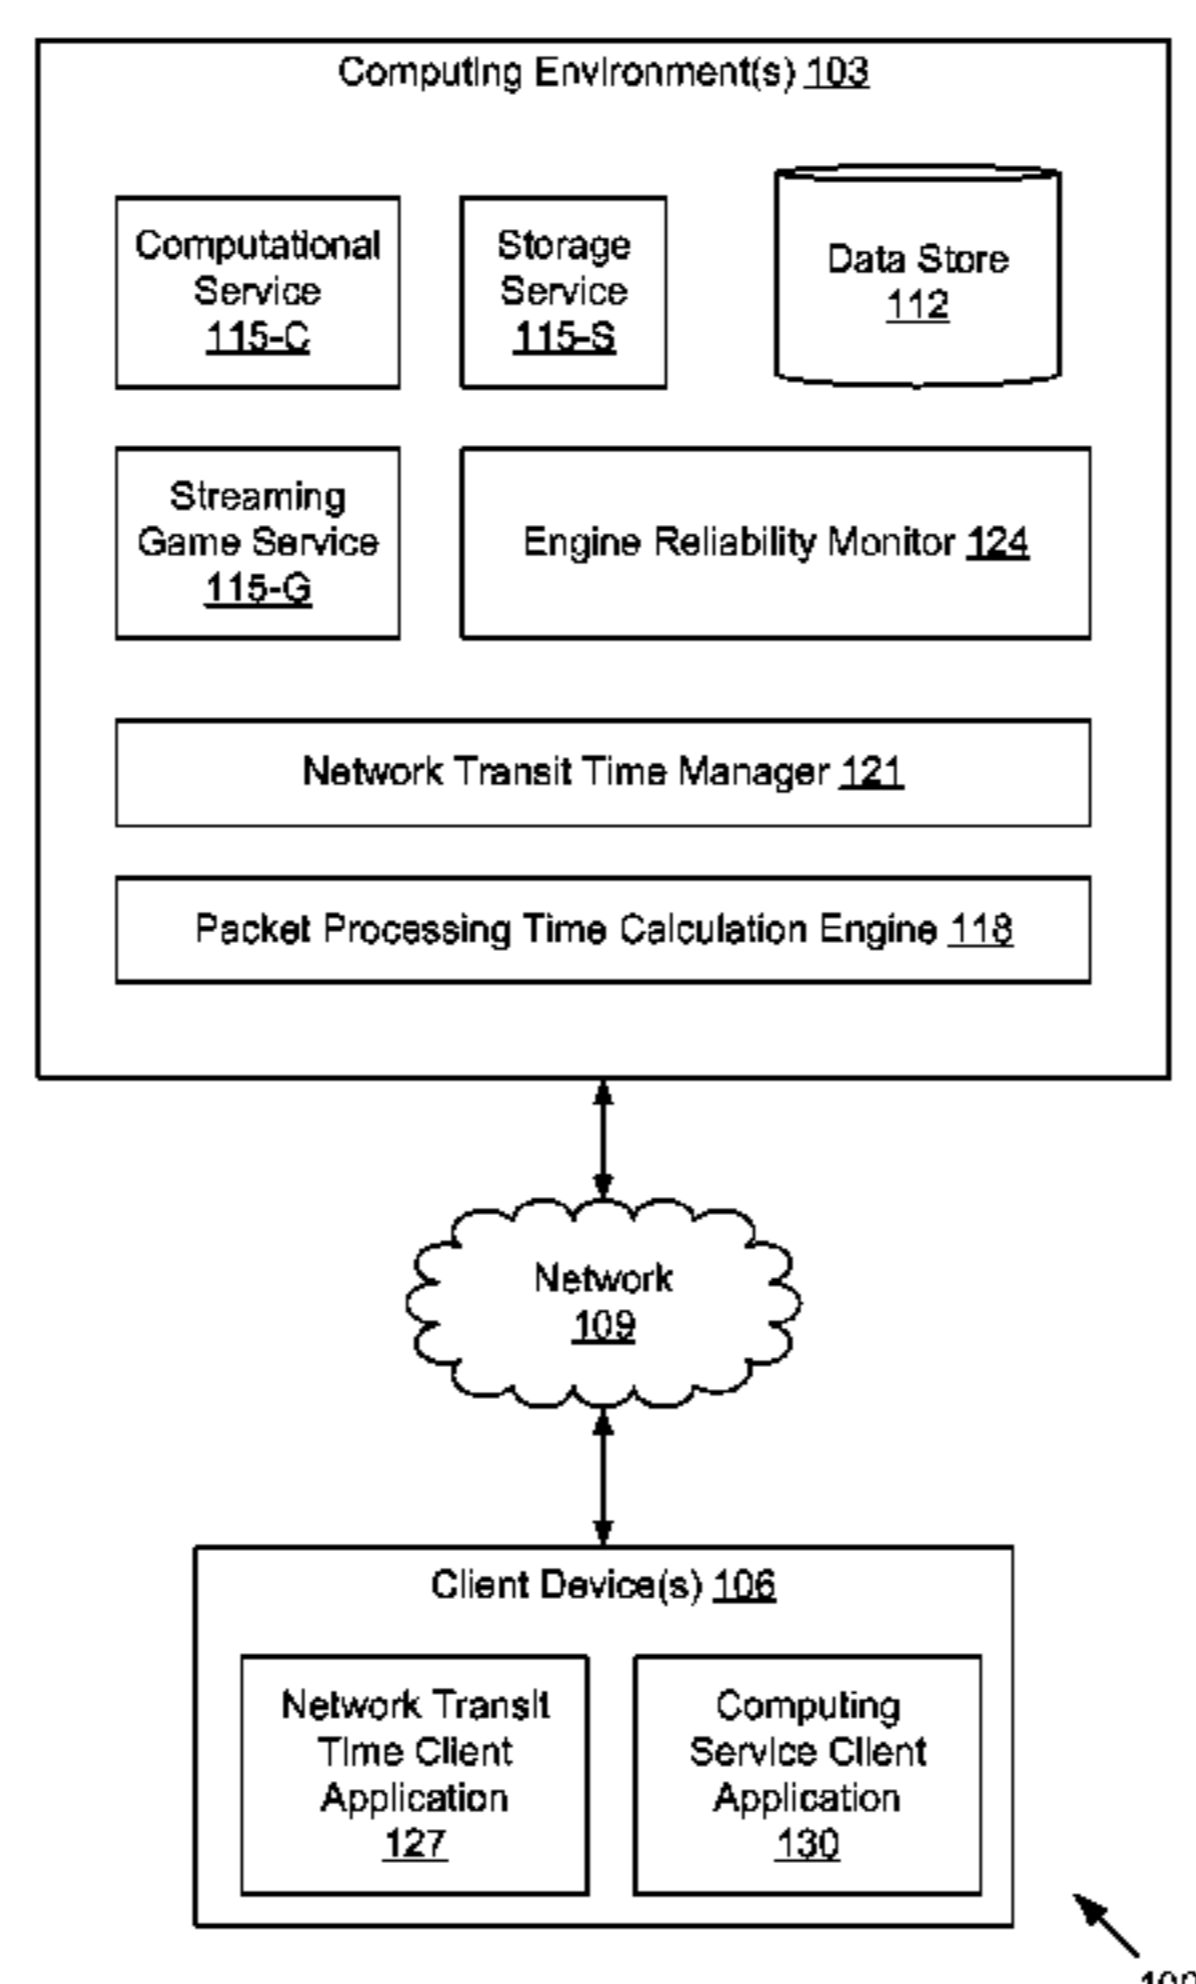 Computing Environment(s) 103
Computational
Service
115-C
Storage
Service
115-S
Data Store
112
Streaming
Game Service
115-G
Engine Reliability Monitor 124
Network Transit Time Manager 121
Packet Processing Time Calculation Engine 118
Network
109
Client Device(s) 106
Network Transit
Time Client
Application
127
Computing
Service Client
Application
130